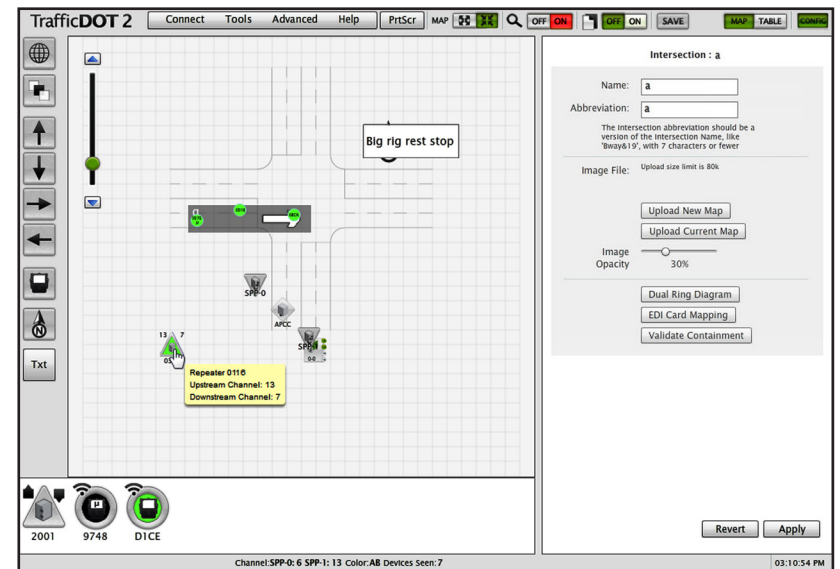 TrafficDOT 2
Connect Tools Advanced Help PrtScr MAP OFF ON OFF ON SAVE MAP TABLE CONFIG
Intersection : a
Name: a
Abbreviation: a
The Intersection abbreviation should be a
version of the Intersection Name, like
'Bway&19', with 7 characters or fewer
Image File: Upload size limit is 80k
Upload New Map
Upload Current Map
Image
Opacity
30%
Dual Ring Diagram
EDI Card Mapping
Validate Containment
Revert Apply
Big rig rest stop
a
SPP-0
APCC
0-0
13 7
Repeater 0116
Upstream Channel: 13
Downstream Channel: 7
N
Txt
2001 9748 D1CE
Channel:SPP-0: 6 SPP-1: 13 Color:AB Devices Seen:7
03:10:54 PM